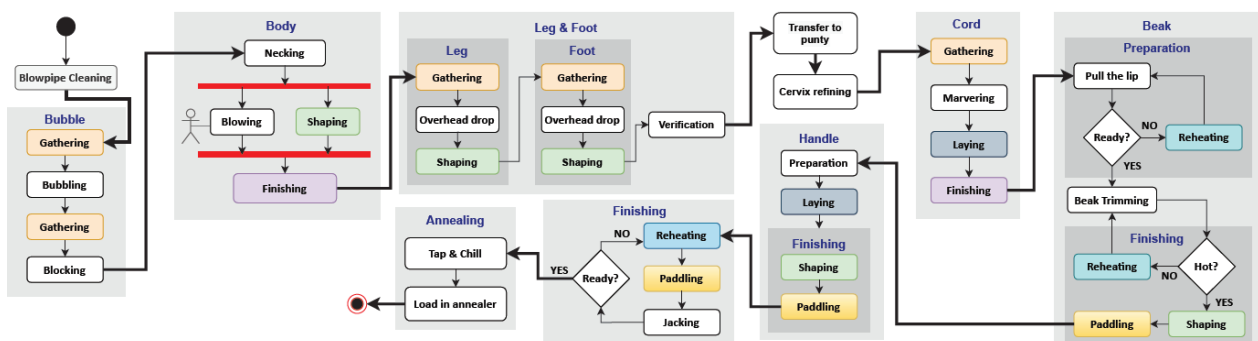 Blowpipe Cleaning
Bubble
Gathering
Bubbling
Gathering
Blocking
Body
Necking
Blowing
Shaping
Finishing
Leg & Foot
Leg
Gathering
Overhead drop
Shaping
Foot
Gathering
Overhead drop
Shaping
Verification
Transfer to
punty
Cervix refining
Cord
Gathering
Marvering
Laying
Finishing
Beak
Preparation
Pull the lip
Ready?
NO
Reheating
YES
Beak Trimming
Finishing
Hot?
NO
Reheating
YES
Shaping
Paddling
Handle
Preparation
Laying
Finishing
Shaping
Paddling
Finishing
Reheating
Paddling
Jacking
Ready?
NO
YES
Annealing
Tap & Chill
Load in annealer